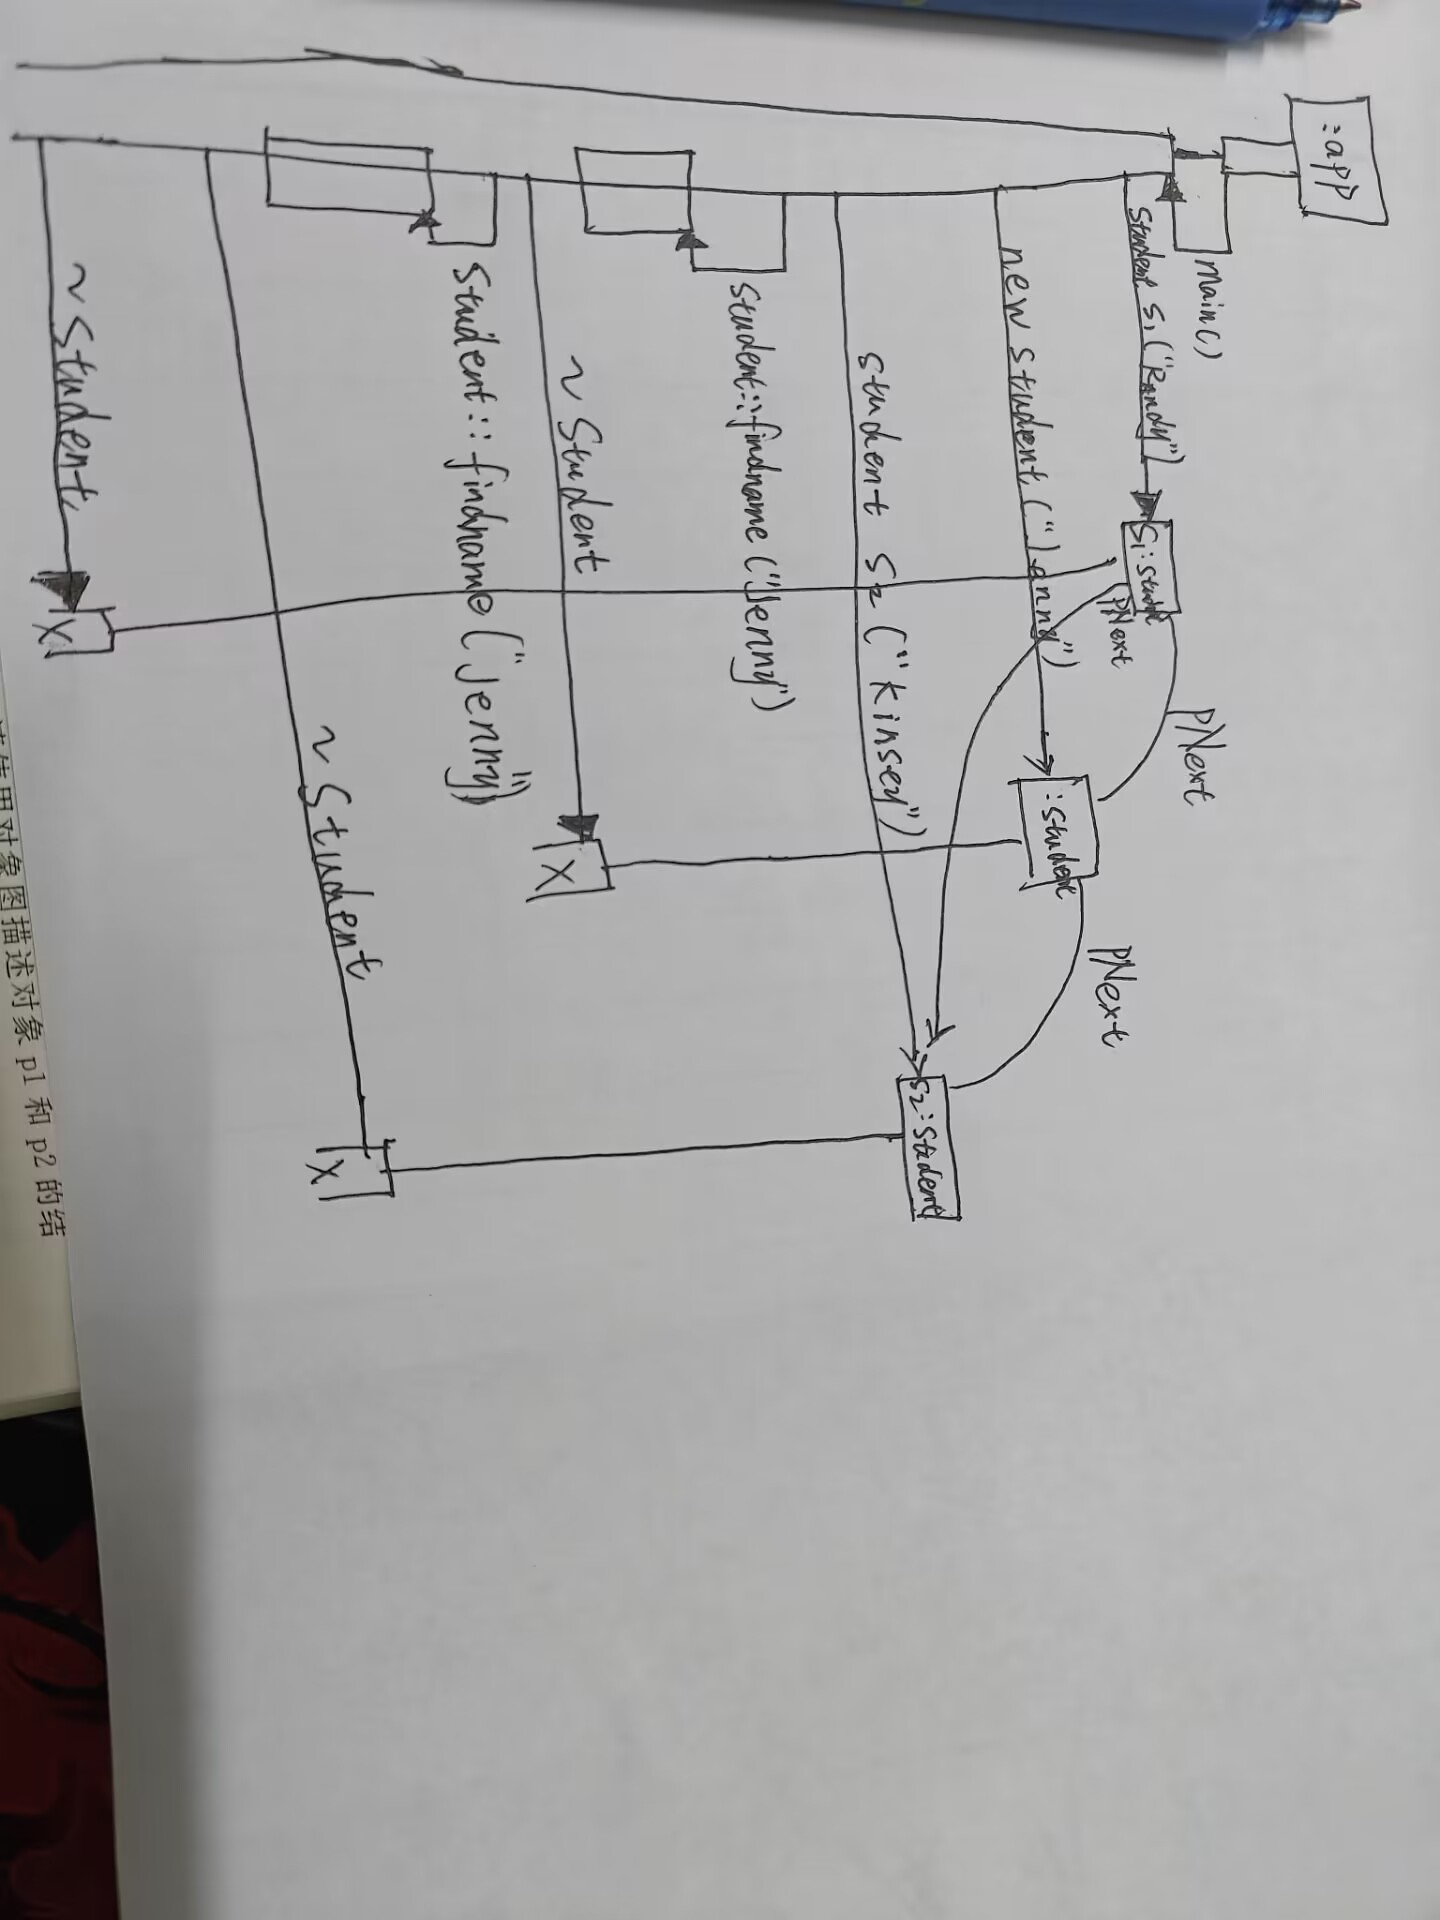 :app
main()
student s1("Randy")
s1:stude
pNext
pNext
new student("Jenny")
:student
pNext
student s2("kinsey")
s2:student
student::findname("Jenny")
~Student
X
student::findname("Jenny")
~Student
X
~Student
X
使用对象图描述对象 p1 和 p2 的结